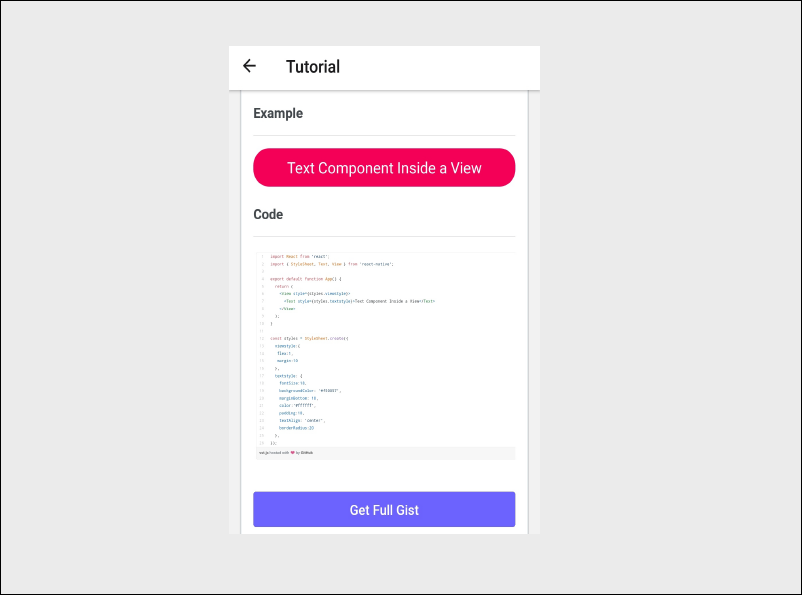 Tutorial
Example
Text Component Inside a View
Code
1 import React from 'react';
2 import { StyleSheet, Text, View } from 'react-native';
3
4 export default function App() {
5 return (
6 <View style={styles.viewstyle}>
7 <Text style={styles.textstyle}>Text Component Inside a View</Text>
8 </View>
9 );
10 }
11
12 const styles = StyleSheet.create({
13 viewstyle:{
14 flex:1,
15 margin:10
16 },
17 textstyle: {
18 fontSize:18,
19 backgroundColor:
20 marginBottom: 10,
21 color:'#ffffff',
22 padding:10,
23 textAlign: 'center',
24 borderRadius:20
25 },
26 });
hosted with ❤ by GitHub
Get Full Gist